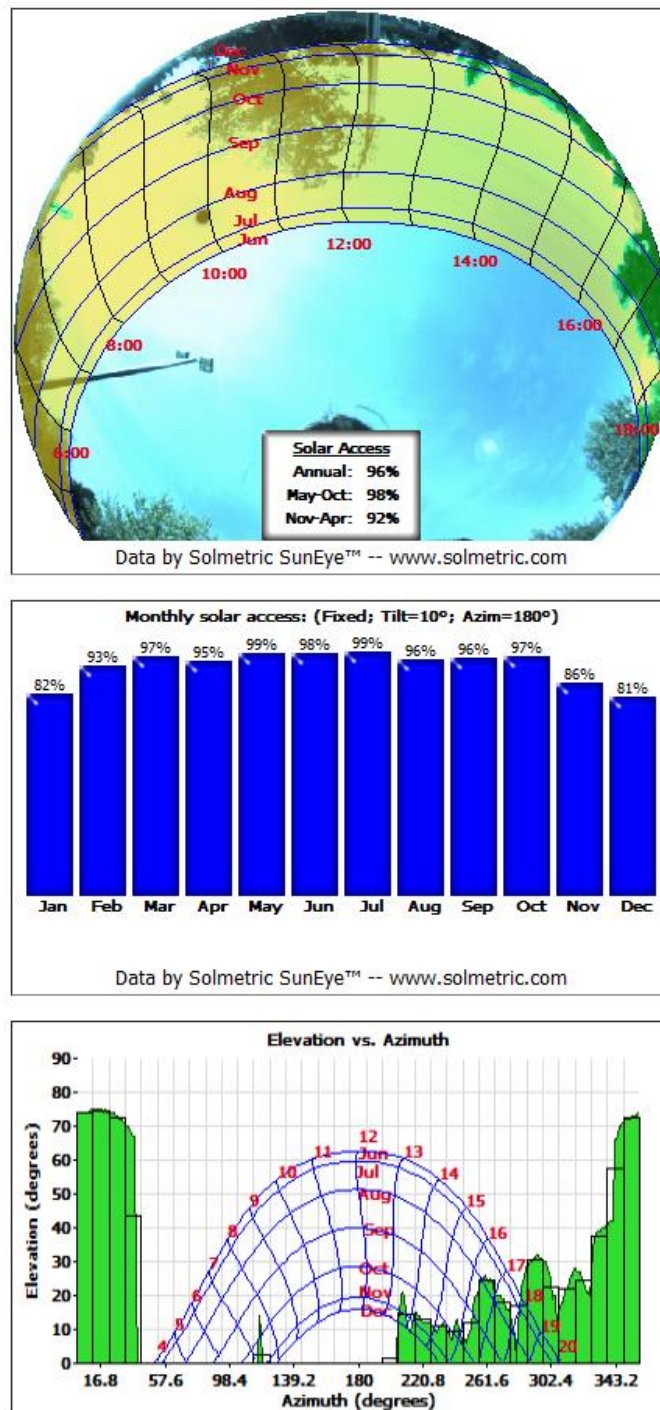 Dec
Nov
Oct
Sep
Aug
Jul
Jun
12:00
10:00
14:00
8:00
16:00
6:00
18:00
Solar Access
Annual: 96%
May-Oct: 98%
Nov-Apr: 92%
Data by Solmetric SunEye™ -- www.solmetric.com
Monthly solar access: (Fixed; Tilt=10º; Azim=180º)
82% 93% 97% 95% 99% 98% 99% 96% 96% 97% 86% 81%
Jan Feb Mar Apr May Jun Jul Aug Sep Oct Nov Dec
Data by Solmetric SunEye™ -- www.solmetric.com
Elevation vs. Azimuth
Elevation (degrees)
90
80
70
60
50
40
30
20
10
0
12
11 13
10 14
9 15
8 16
7 17
6 18
5 19
4 20
Jun
Jul
Aug
Sep
Oct
Nov
Dec
16.8 57.6 98.4 139.2 180 220.8 261.6 302.4 343.2
Azimuth (degrees)